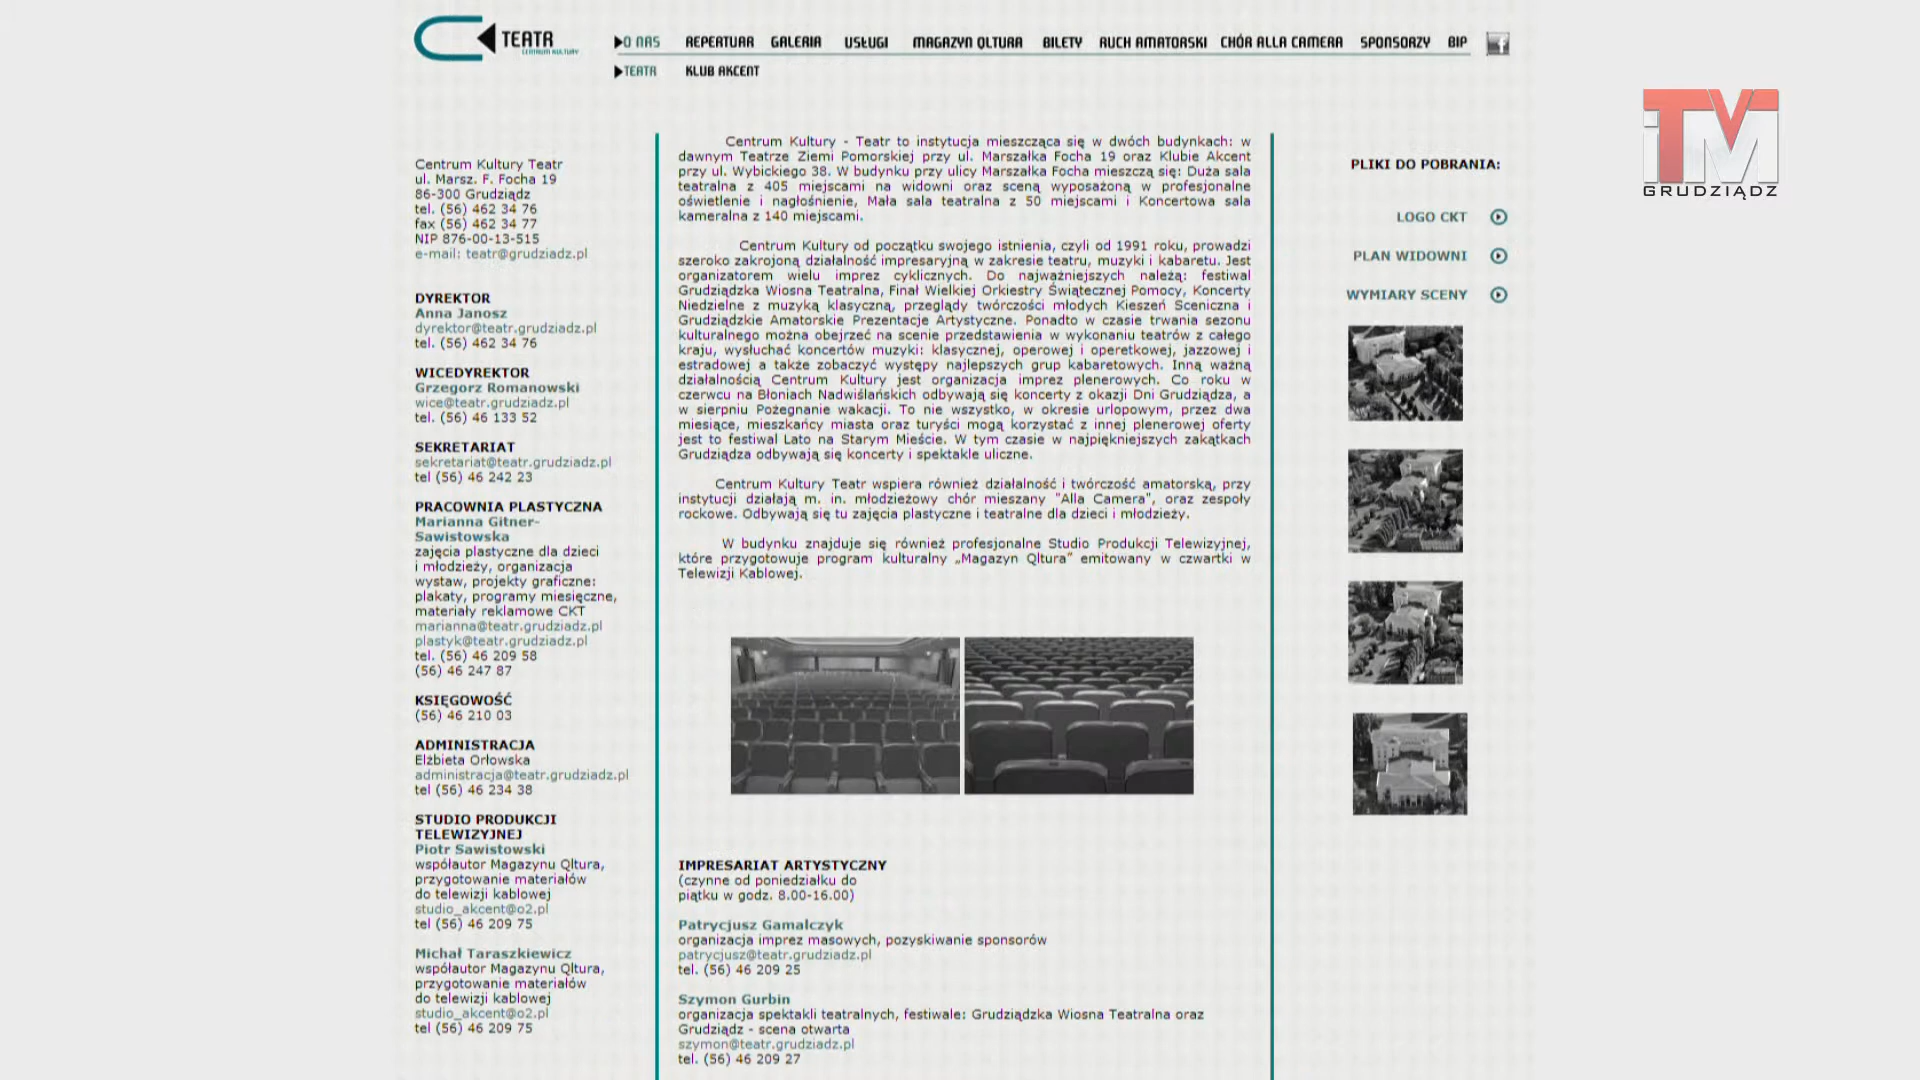 TEATR
CENTRUM KULTURY
O NAS
REPERTUAR
GALERIA
USŁUGI
MAGAZYN QLTURA
BILETY
RUCH AMATORSKI
CHÓR ALLA CAMERA
SPONSORZY
BIP
f
TEATR
KLUB AKCENT
iTVM
GRUDZIĄDZ
Centrum Kultury Teatr
ul. Marsz. F. Focha 19
86-300 Grudziądz
tel. (56) 462 34 76
fax (56) 462 34 77
NIP 876-00-13-515
e-mail: teatr@grudziadz.pl
DYREKTOR
Anna Janosz
dyrektor@teatr.grudziadz.pl
tel. (56) 462 34 76
WICEDYREKTOR
Grzegorz Romanowski
wice@teatr.grudziadz.pl
tel. (56) 46 133 52
SEKRETARIAT
sekretariat@teatr.grudziadz.pl
tel (56) 46 242 23
PRACOWNIA PLASTYCZNA
Marianna Gitner-
Sawistowska
zajęcia plastyczne dla dzieci
i młodzieży, organizacja
wystaw, projekty graficzne:
plakaty, programy miesięczne,
materiały reklamowe CKT
marianna@teatr.grudziadz.pl
plastyk@teatr.grudziadz.pl
tel. (56) 46 209 58
(56) 46 247 87
KSIĘGOWOŚĆ
(56) 46 210 03
ADMINISTRACJA
Elżbieta Orłowska
administracja@teatr.grudziadz.pl
tel (56) 46 234 38
STUDIO PRODUKCJI
TELEWIZYJNEJ
Piotr Sawistowski
współautor Magazynu Qltura,
przygotowanie materiałów
do telewizji kablowej
studio_akcent@o2.pl
tel (56) 46 209 75
Michał Taraszkiewicz
współautor Magazynu Qltura,
przygotowanie materiałów
do telewizji kablowej
studio_akcent@o2.pl
tel (56) 46 209 75
Centrum Kultury - Teatr to instytucja mieszcząca się w dwóch budynkach: w
dawnym Teatrze Ziemi Pomorskiej przy ul. Marszałka Focha 19 oraz Klubie Akcent
przy ul. Wybickiego 38. W budynku przy ulicy Marszałka Focha mieszczą się: Duża sala
teatralna z 405 miejscami na widowni oraz sceną wyposażoną w profesjonalne
oświetlenie i nagłośnienie, Mała sala teatralna z 50 miejscami i Koncertowa sala
kameralna z 140 miejscami.
Centrum Kultury od początku swojego istnienia, czyli od 1991 roku, prowadzi
szeroko zakrojoną działalność impresaryjną w zakresie teatru, muzyki i kabaretu. Jest
organizatorem wielu imprez cyklicznych. Do najważniejszych należą: festiwal
Grudziądzka Wiosna Teatralna, Finał Wielkiej Orkiestry Świątecznej Pomocy, Koncerty
Niedzielne z muzyką klasyczną, przeglądy twórczości młodych Kieszeń Sceniczna i
Grudziądzkie Amatorskie Prezentacje Artystyczne. Ponadto w czasie trwania sezonu
kulturalnego można obejrzeć na scenie przedstawienia w wykonaniu teatrów z całego
kraju, wysłuchać koncertów muzyki: klasycznej, operowej i operetkowej, jazzowej i
estradowej a także zobaczyć występy najlepszych grup kabaretowych. Inną ważną
działalnością Centrum Kultury jest organizacja imprez plenerowych. Co roku w
czerwcu na Błoniach Nadwiślańskich odbywają się koncerty z okazji Dni Grudziądza, a
w sierpniu Pożegnanie wakacji. To nie wszystko, w okresie urlopowym, przez dwa
miesiące, mieszkańcy miasta oraz turyści mogą korzystać z innej plenerowej oferty
jest to festiwal Lato na Starym Mieście. W tym czasie w najpiękniejszych zakątkach
Grudziądza odbywają się koncerty i spektakle uliczne.
Centrum Kultury Teatr wspiera również działalność i twórczość amatorską, przy
instytucji działają m. in. młodzieżowy chór mieszany "Alla Camera", oraz zespoły
rockowe. Odbywają się tu zajęcia plastyczne i teatralne dla dzieci i młodzieży.
W budynku znajduje się również profesjonalne Studio Produkcji Telewizyjnej,
które przygotowuje program kulturalny „Magazyn Qltura” emitowany w czwartki w
Telewizji Kablowej.
IMPRESARIAT ARTYSTYCZNY
(czynne od poniedziałku do
piątku w godz. 8.00-16.00)
Patrycjusz Gamalczyk
organizacja imprez masowych, pozyskiwanie sponsorów
patrycjusz@teatr.grudziadz.pl
tel. (56) 46 209 25
Szymon Gurbin
organizacja spektakli teatralnych, festiwale: Grudziądzka Wiosna Teatralna oraz
Grudziądz - scena otwarta
szymon@teatr.grudziadz.pl
tel. (56) 46 209 27
PLIKI DO POBRANIA:
LOGO CKT
PLAN WIDOWNI
WYMIARY SCENY